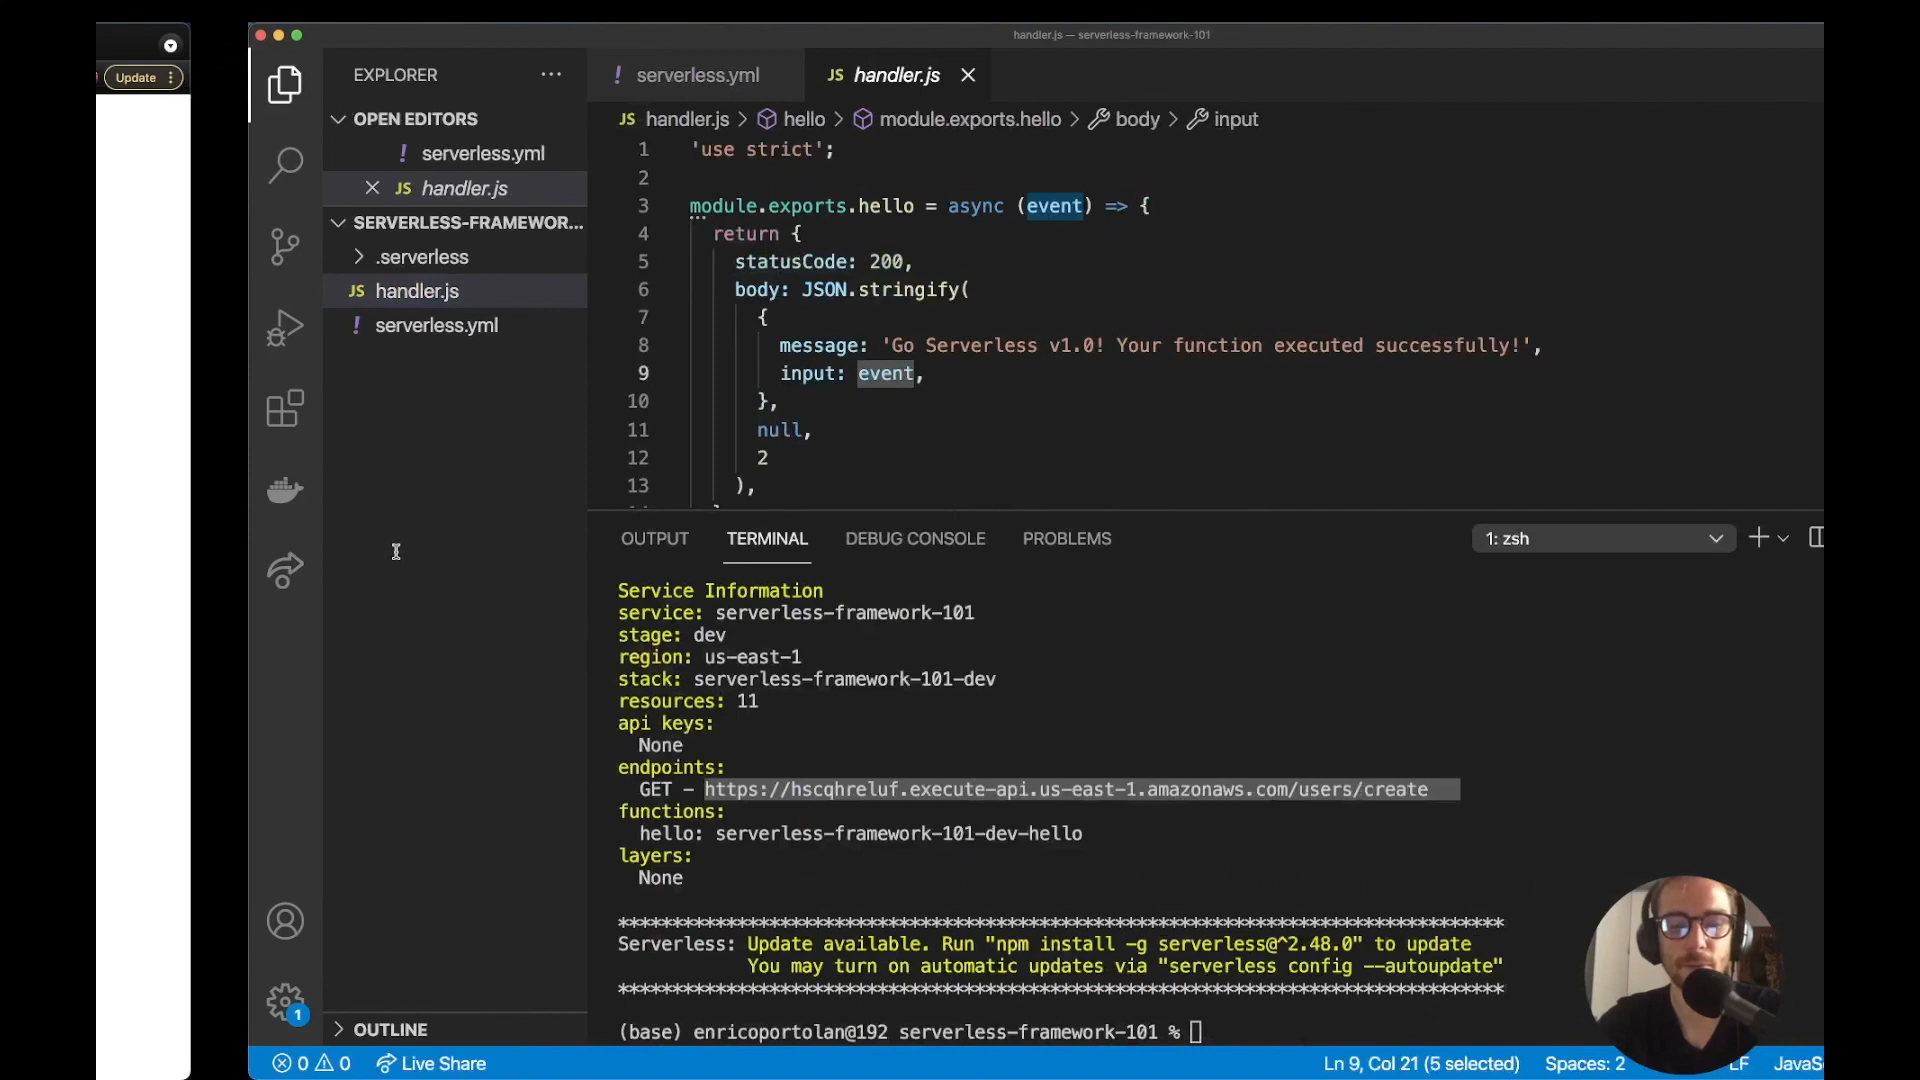 handler.js — serverless-framework-101
Update
EXPLORER
OPEN EDITORS
! serverless.yml
JS handler.js
SERVERLESS-FRAMEWOR...
.serverless
JS handler.js
! serverless.yml
OUTLINE
! serverless.yml
JS handler.js
JS handler.js > hello > module.exports.hello > body > input
1 'use strict';
2
3 module.exports.hello = async (event) => {
4 return {
5 statusCode: 200,
6 body: JSON.stringify(
7 {
8 message: 'Go Serverless v1.0! Your function executed successfully!',
9 input: event,
10 },
11 null,
12 2
13 ),
OUTPUT TERMINAL DEBUG CONSOLE PROBLEMS
1: zsh
Service Information
service: serverless-framework-101
stage: dev
region: us-east-1
stack: serverless-framework-101-dev
resources: 11
api keys:
None
endpoints:
GET - https://hscqhreluf.execute-api.us-east-1.amazonaws.com/users/create
functions:
hello: serverless-framework-101-dev-hello
layers:
None
**********************************************************************************
Serverless: Update available. Run "npm install -g serverless@^2.48.0" to update
You may turn on automatic updates via "serverless config --autoupdate"
**********************************************************************************
(base) enricoportolan@192 serverless-framework-101 %
1
0 0 Live Share
Ln 9, Col 21 (5 selected) Spaces: 2 LF JavaS